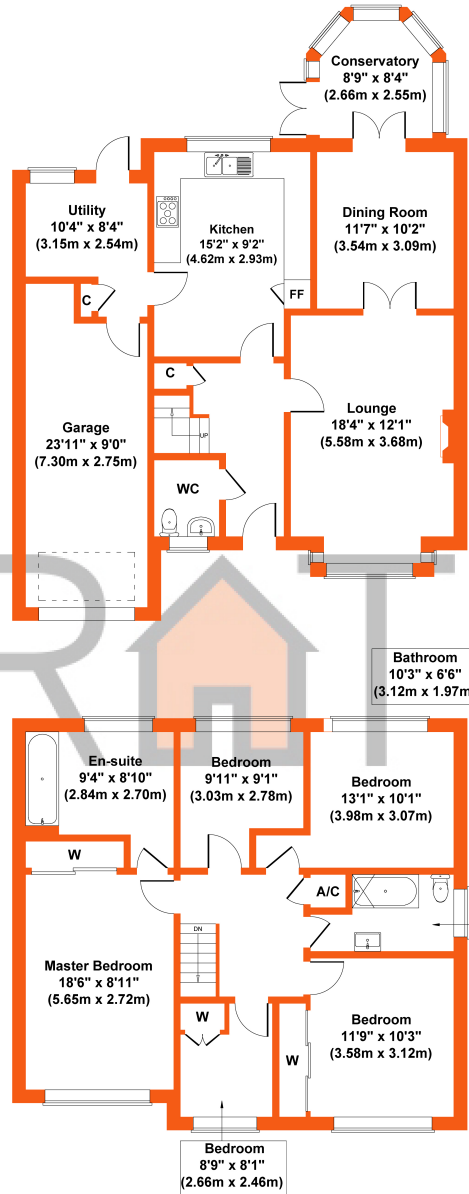 Conservatory
8'9" x 8'4"
(2.66m x 2.55m)
Utility
10'4" x 8'4"
(3.15m x 2.54m)
Kitchen
15'2" x 9'2"
(4.62m x 2.93m)
Dining Room
11'7" x 10'2"
(3.54m x 3.09m)
FF
C
C
Garage
23'11" x 9'0"
(7.30m x 2.75m)
UP
Lounge
18'4" x 12'1"
(5.58m x 3.68m)
WC
R T
Bathroom
10'3" x 6'6"
(3.12m x 1.97m
En-suite
9'4" x 8'10"
(2.84m x 2.70m)
Bedroom
9'11" x 9'1"
(3.03m x 2.78m)
Bedroom
13'1" x 10'1"
(3.98m x 3.07m)
W
A/C
DN
Master Bedroom
18'6" x 8'11"
(5.65m x 2.72m)
W
W
Bedroom
11'9" x 10'3"
(3.58m x 3.12m)
Bedroom
8'9" x 8'1"
(2.66m x 2.46m)